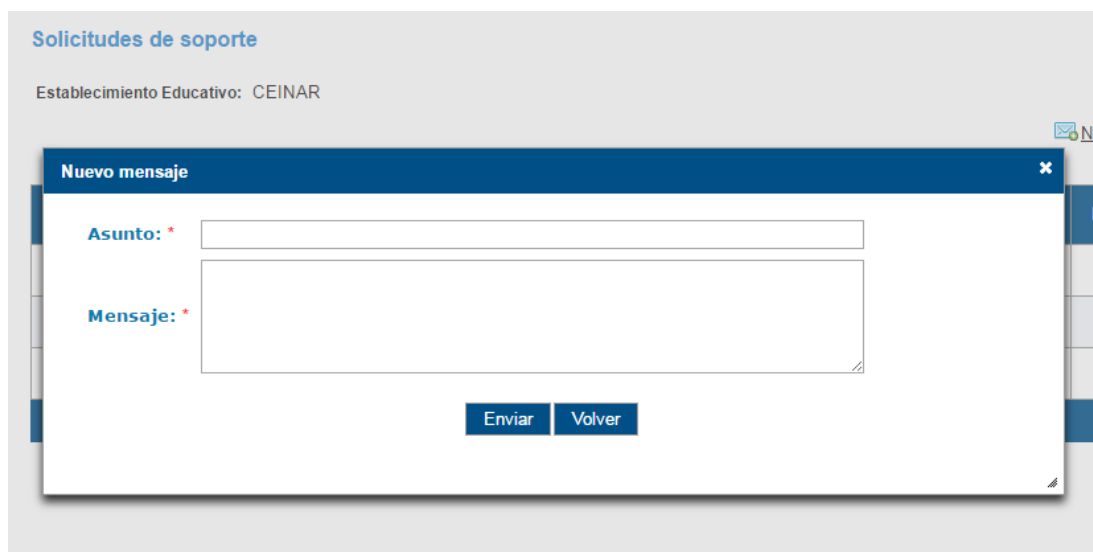 Solicitudes de soporte
Establecimiento Educativo: CEINAR
N
Nuevo mensaje
Asunto: *
Mensaje: *
Enviar Volver